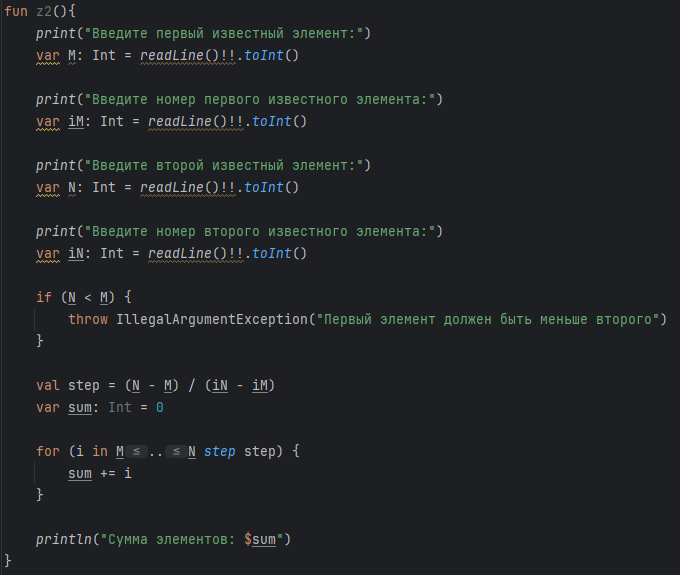 fun z2(){
print("Введите первый известный элемент:")
var M: Int = readLine()!!.toInt()
print("Введите номер первого известного элемента:")
var iM: Int = readLine()!!.toInt()
print("Введите второй известный элемент:")
var N: Int = readLine()!!.toInt()
print("Введите номер второго известного элемента:")
var iN: Int = readLine()!!.toInt()
if (N < M) {
throw IllegalArgumentException("Первый элемент должен быть меньше второго")
}
val step = (N - M) / (iN - iM)
var sum: Int = 0
for (i in M ≤ .. ≤ N step step) {
sum += i
}
println("Сумма элементов: $sum")
}